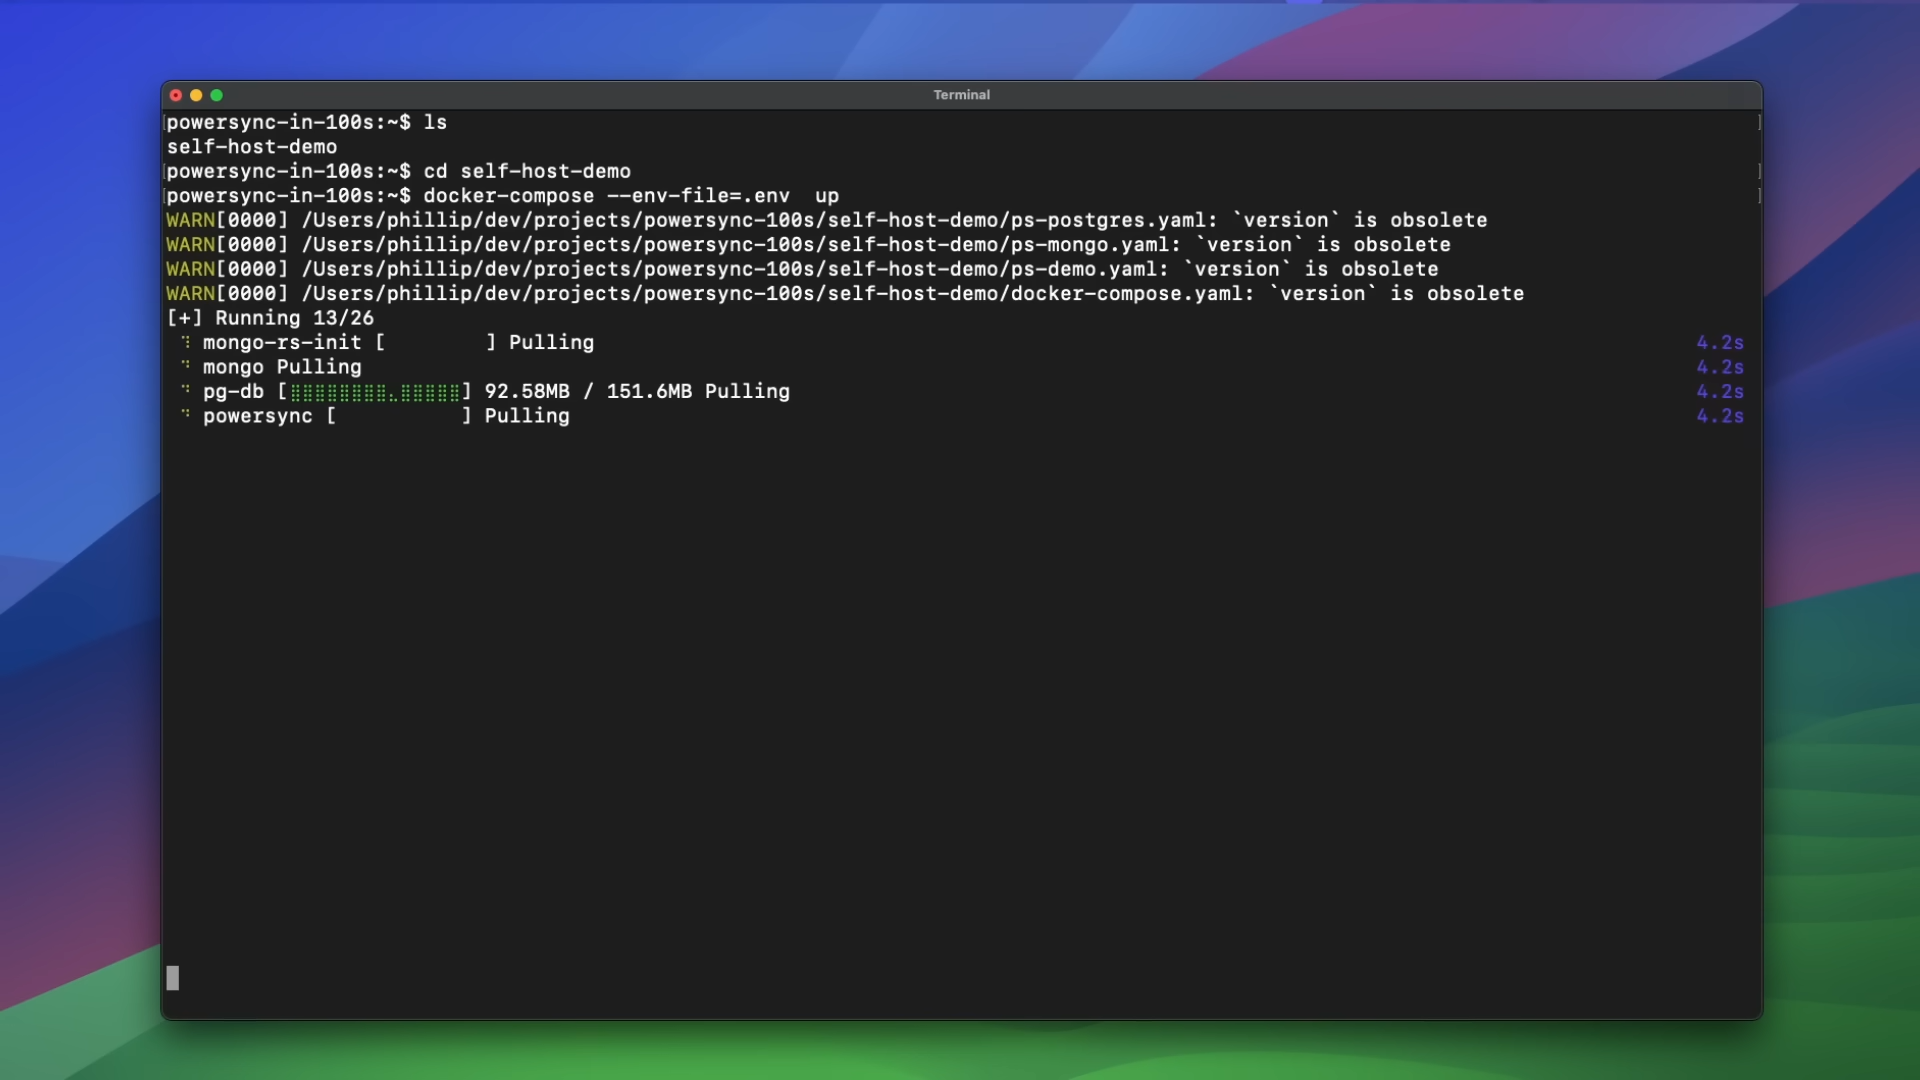 Terminal
[powersync-in-100s:~$ ls ]
self-host-demo
[powersync-in-100s:~$ cd self-host-demo ]
[powersync-in-100s:~$ docker-compose --env-file=.env  up ]
WARN[0000] /Users/phillip/dev/projects/powersync-100s/self-host-demo/ps-postgres.yaml: `version` is obsolete
WARN[0000] /Users/phillip/dev/projects/powersync-100s/self-host-demo/ps-mongo.yaml: `version` is obsolete
WARN[0000] /Users/phillip/dev/projects/powersync-100s/self-host-demo/ps-demo.yaml: `version` is obsolete
WARN[0000] /Users/phillip/dev/projects/powersync-100s/self-host-demo/docker-compose.yaml: `version` is obsolete
[+] Running 13/26
⠹ mongo-rs-init [        ] Pulling 4.2s
⠙ mongo Pulling 4.2s
⠙ pg-db [⣿⣿⣿⣿⣿⣿⣿⣿⣄⣿⣿⣿⣿⣿] 92.58MB / 151.6MB Pulling 4.2s
⠙ powersync [          ] Pulling 4.2s